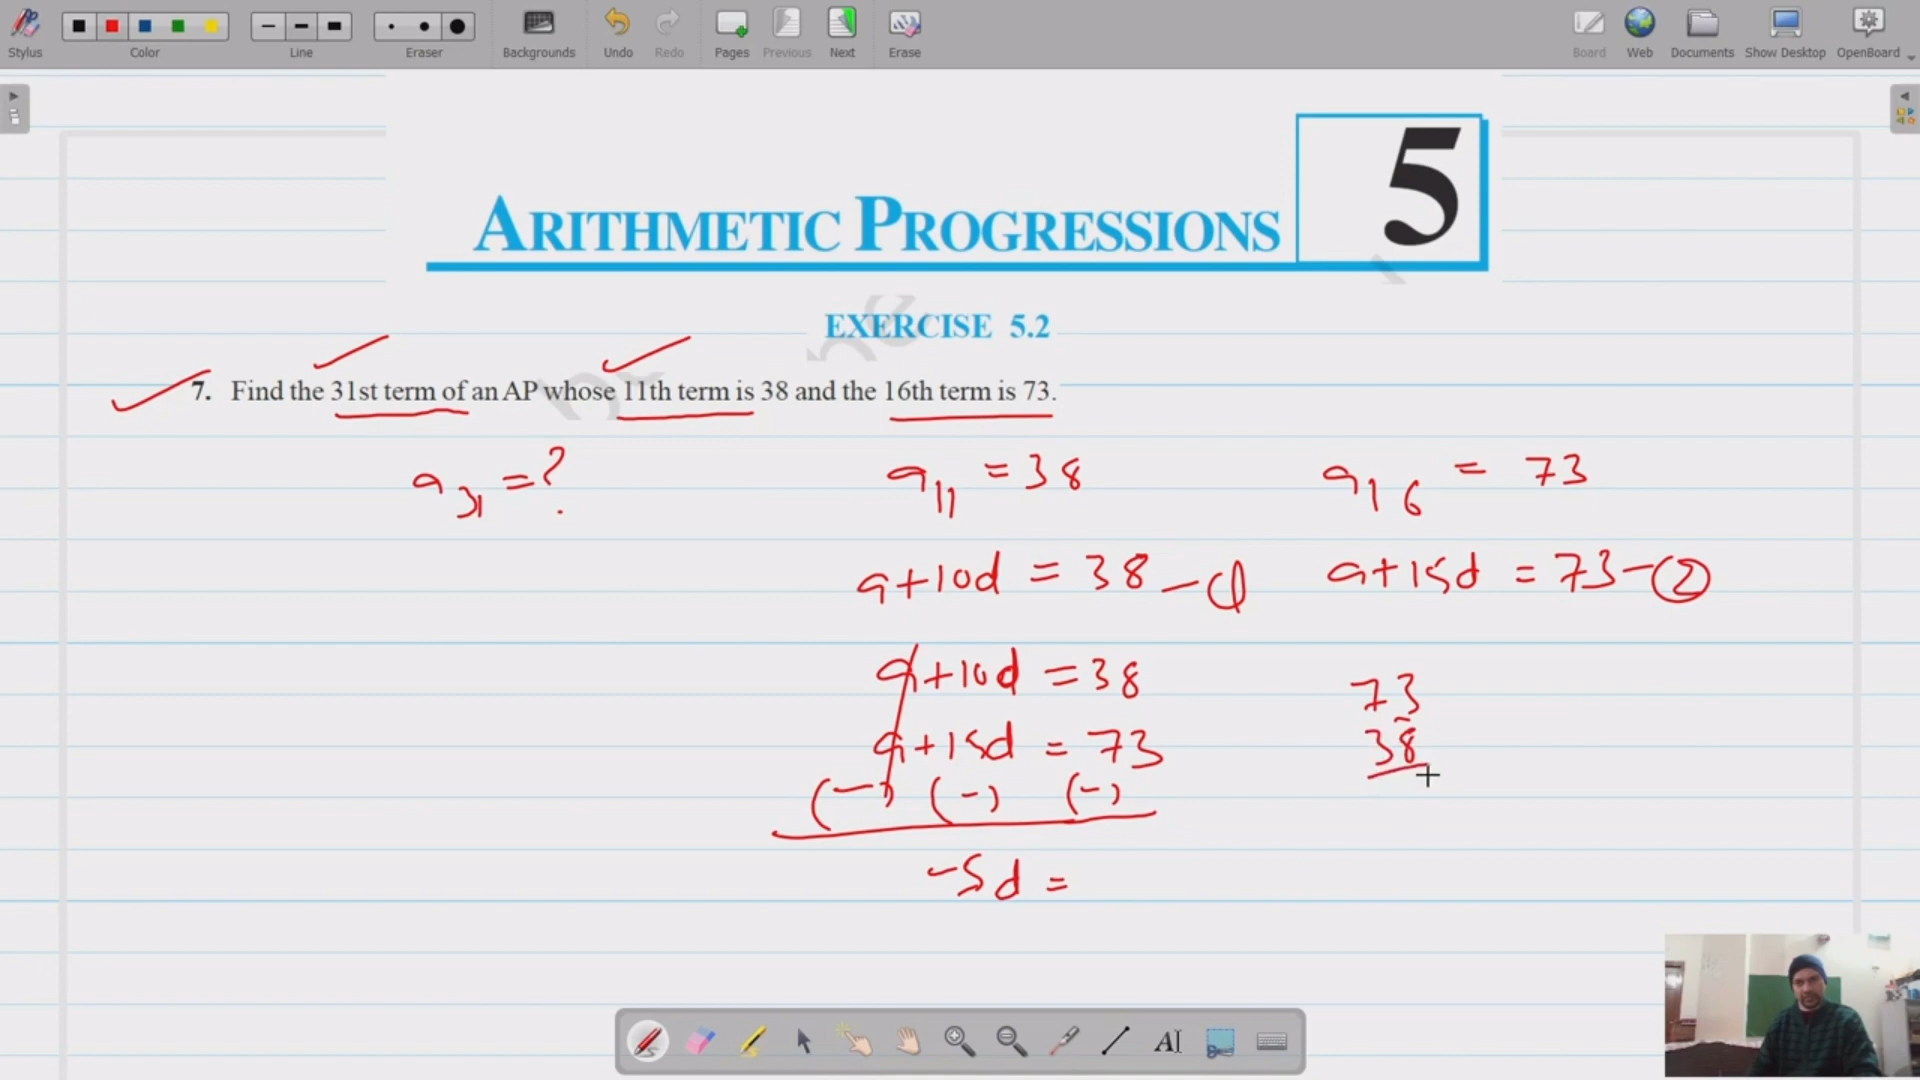 Stylus Color Line Eraser Backgrounds Undo Redo Pages Previous Next Erase Board Web Documents Show Desktop OpenBoard
5
ARITHMETIC PROGRESSIONS
EXERCISE 5.2
7. Find the 31st term of an AP whose 11th term is 38 and the 16th term is 73.
a₃₁ = ? a₁₁ = 38 a₁₆ = 73
a+10d = 38 – ① a+15d = 73 – ②
a+10d = 38 73
a+15d = 73 38
(–) (–) (–)
-5d =
AI